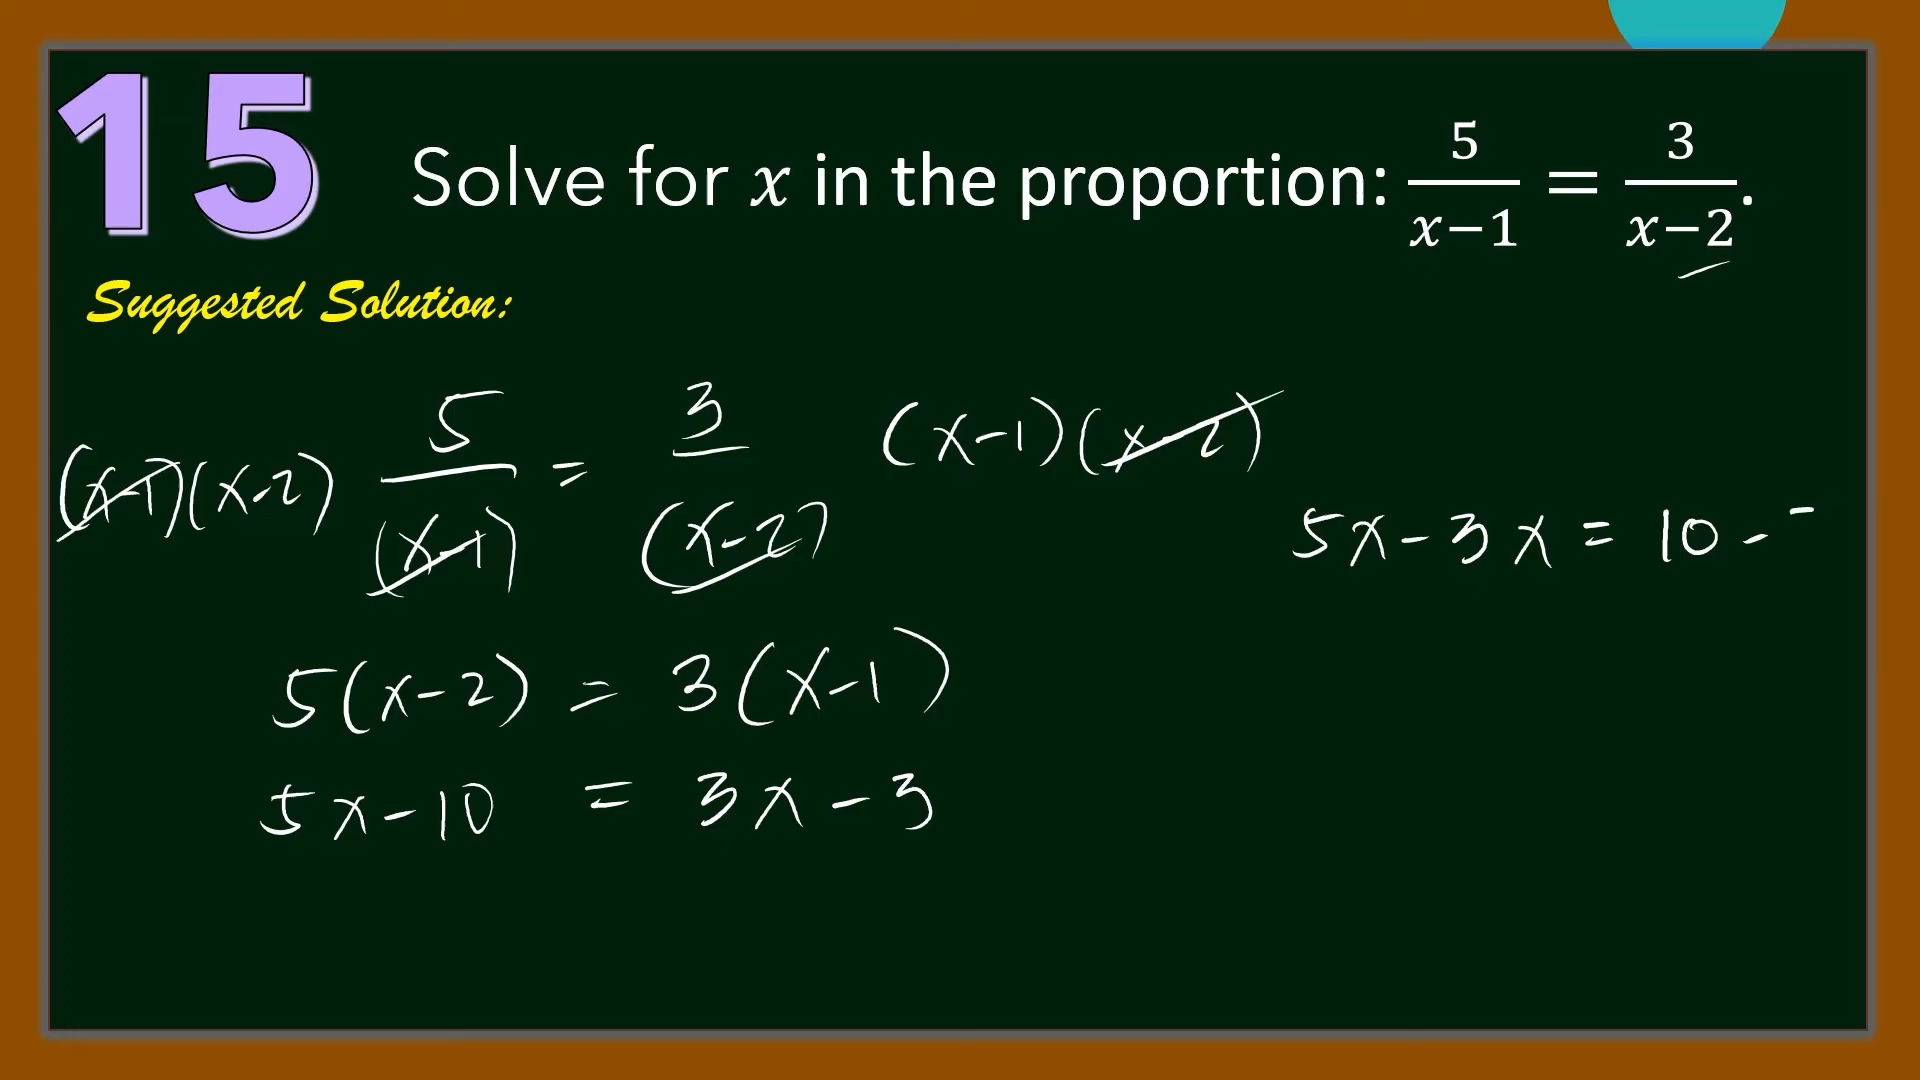 15
Solve for x in the proportion: 5/(x−1) = 3/(x−2).
Suggested Solution:
(x-1)(x-2) 5/(x-1) = 3/(x-2) (x-1)(x-2)
5x-3x = 10-
5(x-2) = 3(x-1)
5x-10 = 3x-3